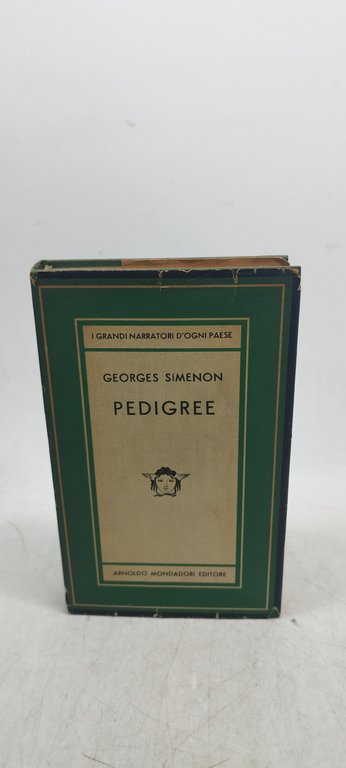 I GRANDI NARRATORI D'OGNI PAESE
GEORGES SIMENON
PEDIGREE
ARNOLDO MONDADORI EDITORE